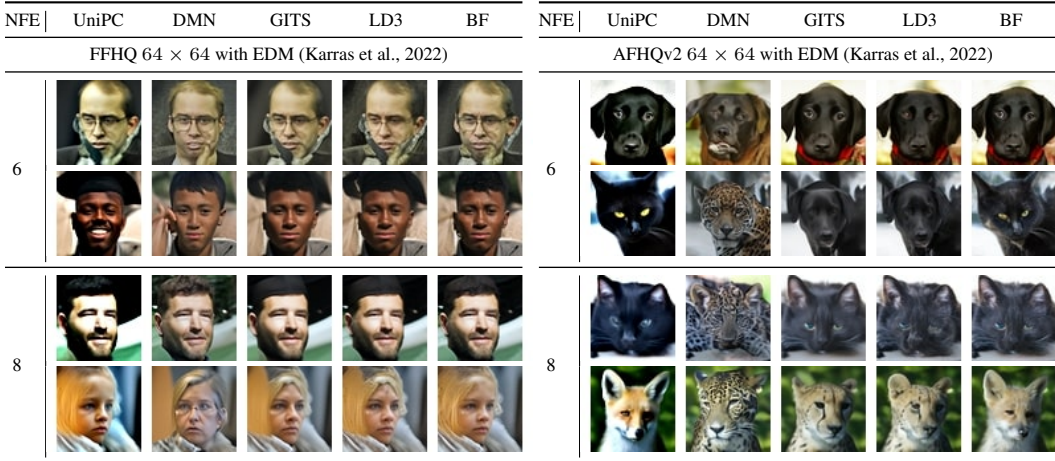 NFE UniPC DMN GITS LD3 BF
FFHQ 64 × 64 with EDM (Karras et al., 2022)
6
8
NFE UniPC DMN GITS LD3 BF
AFHQv2 64 × 64 with EDM (Karras et al., 2022)
6
8